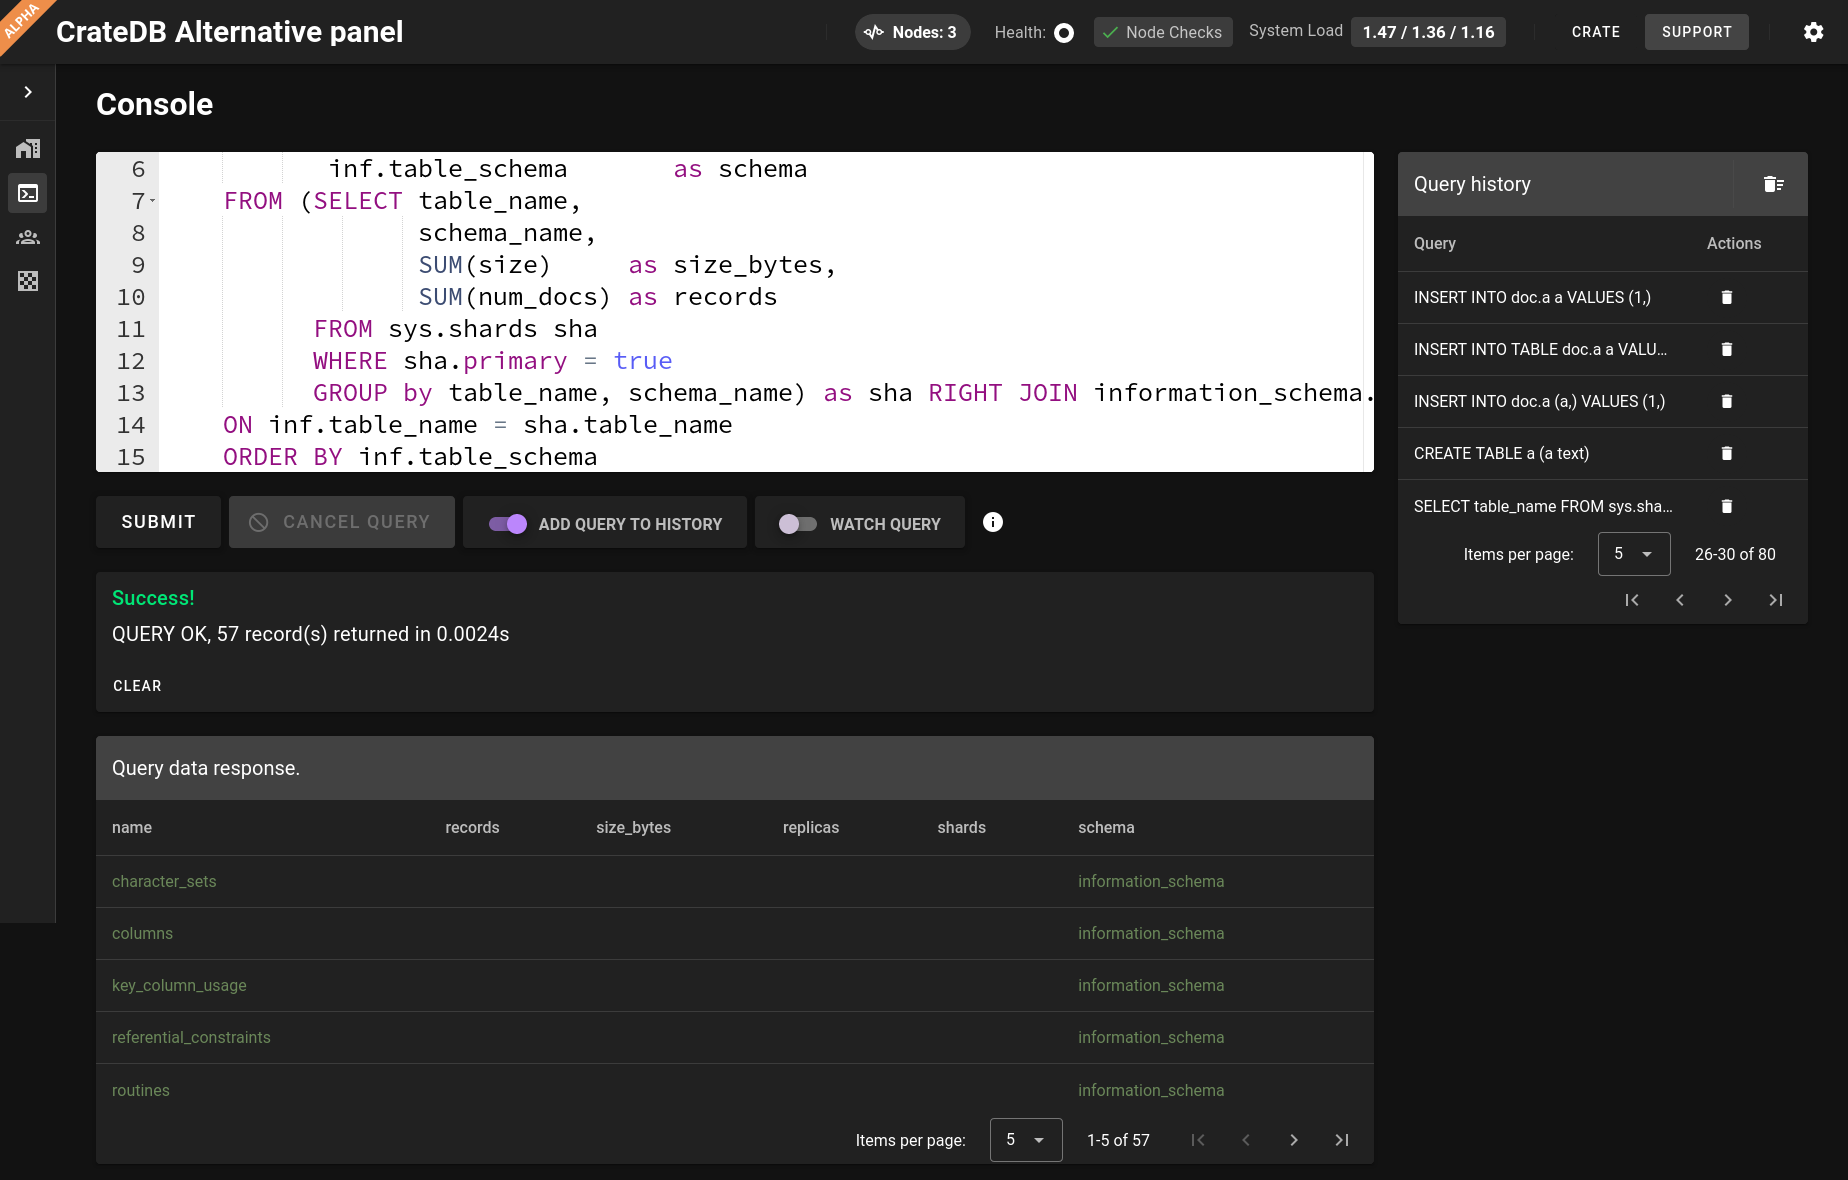 ALPHA
CrateDB Alternative panel
Nodes: 3
Health:
Node Checks
System Load
1.47 / 1.36 / 1.16
CRATE
SUPPORT
Console
6 inf.table_schema as schema
7 FROM (SELECT table_name,
8 schema_name,
9 SUM(size) as size_bytes,
10 SUM(num_docs) as records
11 FROM sys.shards sha
12 WHERE sha.primary = true
13 GROUP by table_name, schema_name) as sha RIGHT JOIN information_schema.
14 ON inf.table_name = sha.table_name
15 ORDER BY inf.table_schema
SUBMIT
CANCEL QUERY
ADD QUERY TO HISTORY
WATCH QUERY
Success!
QUERY OK, 57 record(s) returned in 0.0024s
CLEAR
Query data response.
name records size_bytes replicas shards schema
character_sets information_schema
columns information_schema
key_column_usage information_schema
referential_constraints information_schema
routines information_schema
Items per page: 5 1-5 of 57
Query history
Query Actions
INSERT INTO doc.a a VALUES (1,)
INSERT INTO TABLE doc.a a VALU...
INSERT INTO doc.a (a,) VALUES (1,)
CREATE TABLE a (a text)
SELECT table_name FROM sys.sha...
Items per page: 5 26-30 of 80